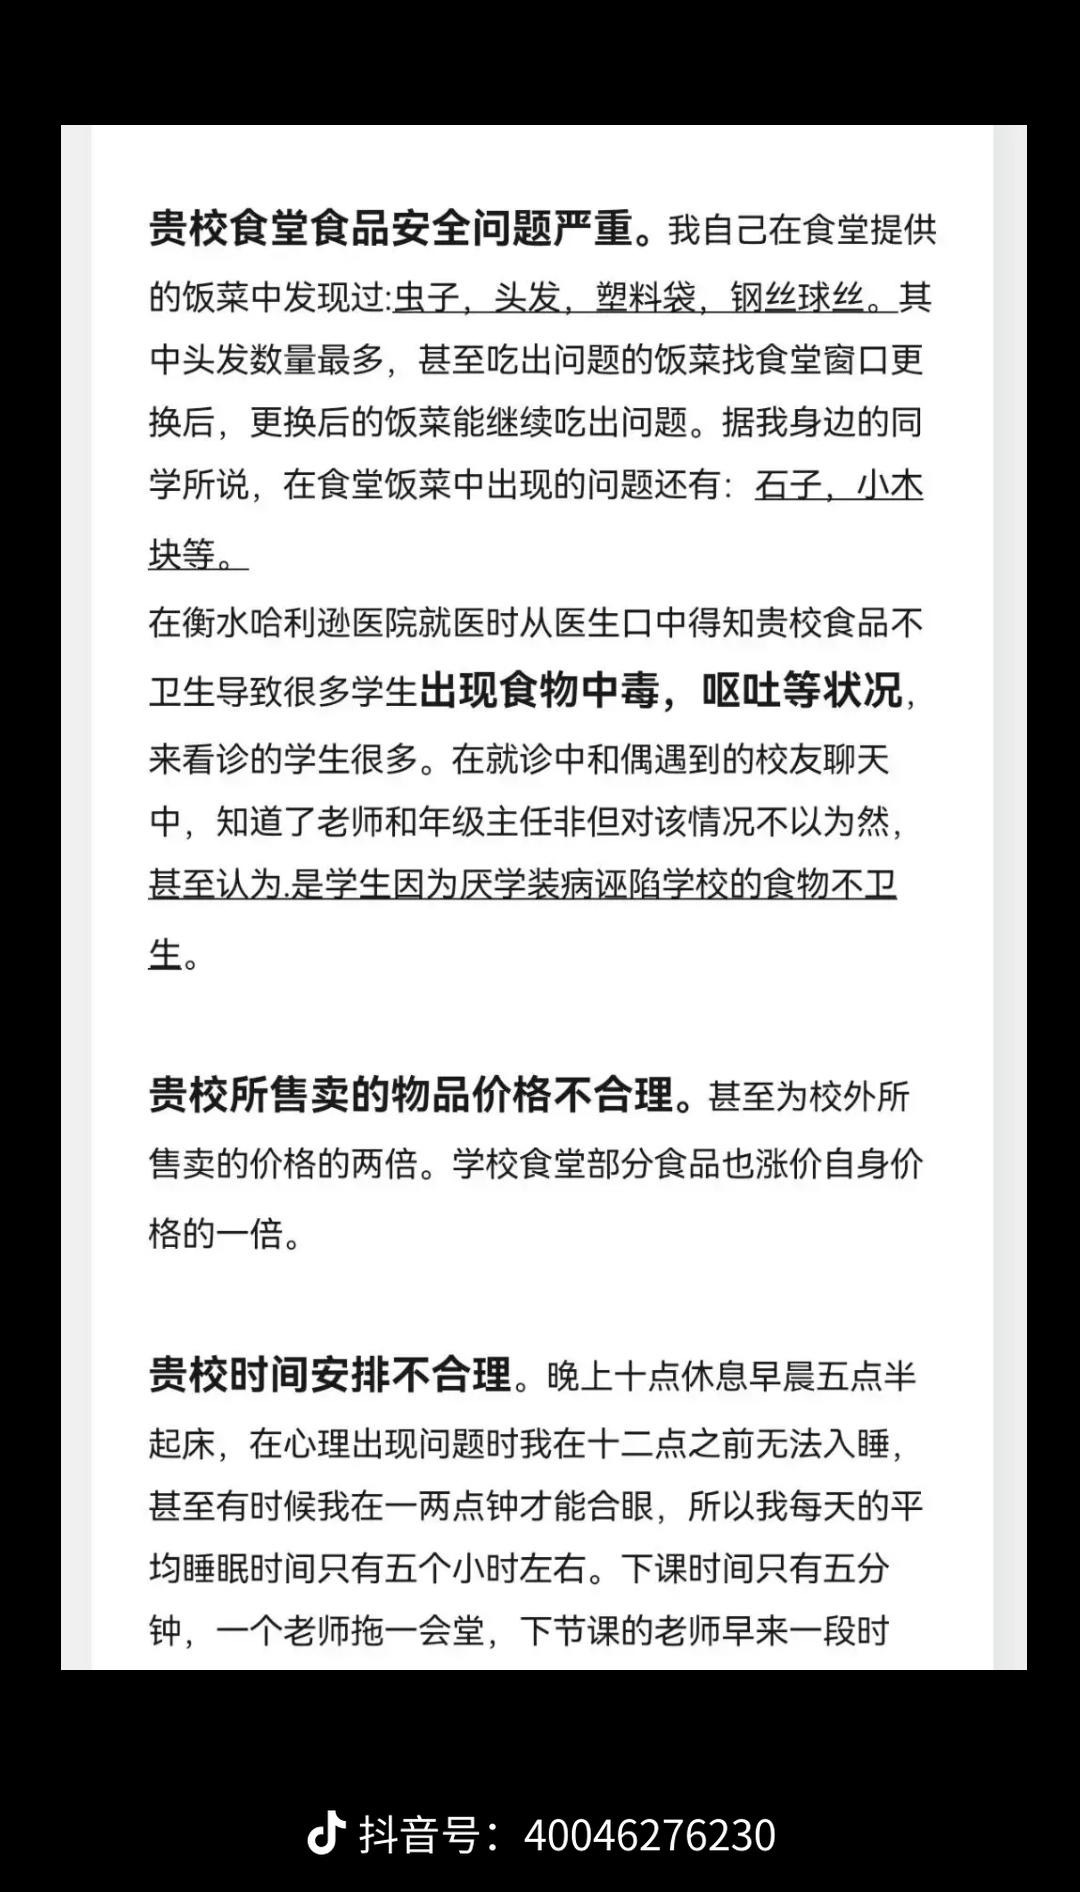 贵校食堂食品安全问题严重。我自己在食堂提供
的饭菜中发现过:虫子，头发，塑料袋，钢丝球丝。其
中头发数量最多，甚至吃出问题的饭菜找食堂窗口更
换后，更换后的饭菜能继续吃出问题。据我身边的同
学所说，在食堂饭菜中出现的问题还有：石子，小木
块等。
在衡水哈利逊医院就医时从医生口中得知贵校食品不
卫生导致很多学生出现食物中毒，呕吐等状况，
来看诊的学生很多。在就诊中和偶遇到的校友聊天
中，知道了老师和年级主任非但对该情况不以为然，
甚至认为.是学生因为厌学装病诬陷学校的食物不卫
生。
贵校所售卖的物品价格不合理。甚至为校外所
售卖的价格的两倍。学校食堂部分食品也涨价自身价
格的一倍。
贵校时间安排不合理。晚上十点休息早晨五点半
起床，在心理出现问题时我在十二点之前无法入睡，
甚至有时候我在一两点钟才能合眼，所以我每天的平
均睡眠时间只有五个小时左右。下课时间只有五分
钟，一个老师拖一会堂，下节课的老师早来一段时
抖音号：40046276230